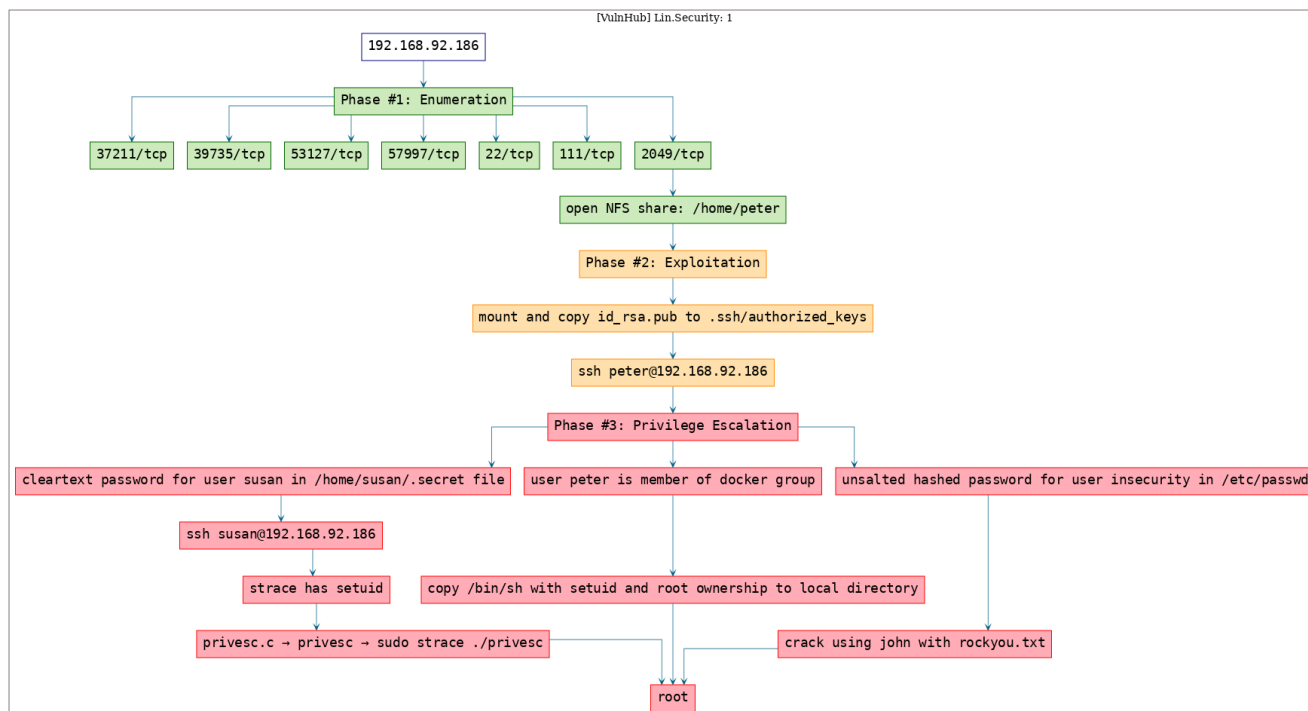 [VulnHub] Lin.Security: 1
192.168.92.186
Phase #1: Enumeration
37211/tcp
39735/tcp
53127/tcp
57997/tcp
22/tcp
111/tcp
2049/tcp
open NFS share: /home/peter
Phase #2: Exploitation
mount and copy id_rsa.pub to .ssh/authorized_keys
ssh peter@192.168.92.186
Phase #3: Privilege Escalation
cleartext password for user susan in /home/susan/.secret file
user peter is member of docker group
unsalted hashed password for user insecurity in /etc/passwd
ssh susan@192.168.92.186
strace has setuid
copy /bin/sh with setuid and root ownership to local directory
privesc.c → privesc → sudo strace ./privesc
crack using john with rockyou.txt
root